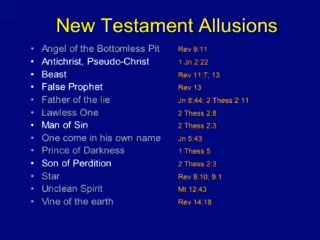 New Testament Allusions
• Angel of the Bottomless Pit Rev 9:11
• Antichrist, Pseudo-Christ 1 Jn 2:22
• Beast Rev 11:7; 13
• False Prophet Rev 13
• Father of the lie Jn 8:44; 2 Thess 2:11
• Lawless One 2 Thess 2:8
• Man of Sin 2 Thess 2:3
• One come in his own name Jn 5:43
• Prince of Darkness 1 Thess 5
• Son of Perdition 2 Thess 2:3
• Star Rev 8:10; 9:1
• Unclean Spirit Mt 12:43
• Vine of the earth Rev 14:18